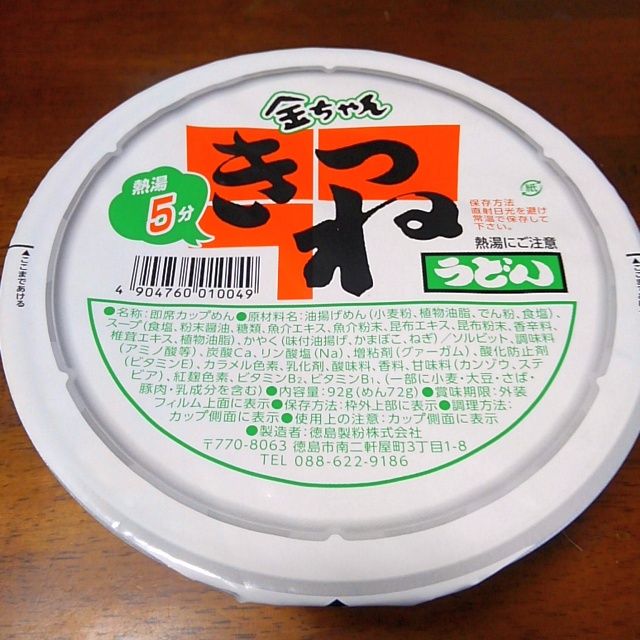 金ちゃん
きつね
熱湯
5分
紙
保存方法
直射日光を避け
常温で保存して
下さい。
熱湯にご注意
うどん
ここまであける
4 904760 010049
●名称:即席カップめん●原材料名:油揚げめん(小麦粉、植物油脂、でん粉、食塩)、
スープ(食塩、粉末醤油、糖類、魚介エキス、魚介粉末、昆布エキス、昆布粉末、香辛料、
椎茸エキス、植物油脂)、かやく(味付油揚げ、かまぼこ、ねぎ)/ソルビット、調味料
(アミノ酸等)、炭酸Ca、リン酸塩(Na)、増粘剤(グァーガム)、酸化防止剤
(ビタミンE)、カラメル色素、乳化剤、酸味料、香料、甘味料(カンゾウ、ステ
ビア)、紅麹色素、ビタミンB₂、ビタミンB₁、(一部に小麦・大豆・さば・
豚肉・乳成分を含む)●内容量:92g(めん72g)●賞味期限:外装
フィルム上面に表示●保存方法:枠外上部に表示●調理方法:
カップ側面に表示●使用上の注意:カップ側面に表示
●製造者:徳島製粉株式会社
〒770-8063 徳島市南二軒屋町3丁目1-8
TEL 088-622-9186